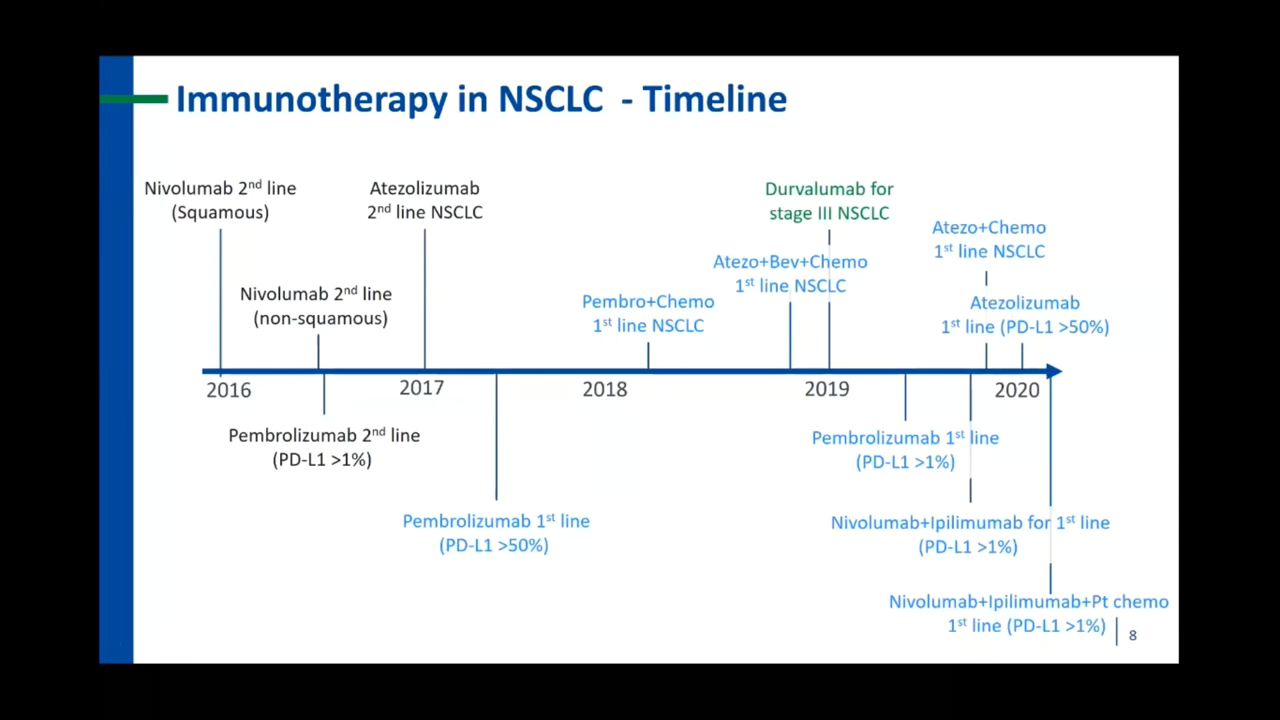 Immunotherapy in NSCLC - Timeline
Nivolumab 2nd line
(Squamous)
Atezolizumab
2nd line NSCLC
Durvalumab for
stage III NSCLC
Atezo+Chemo
1st line NSCLC
Atezo+Bev+Chemo
1st line NSCLC
Nivolumab 2nd line
(non-squamous)
Pembro+Chemo
1st line NSCLC
Atezolizumab
1st line (PD-L1 >50%)
2016
2017
2018
2019
2020
Pembrolizumab 2nd line
(PD-L1 >1%)
Pembrolizumab 1st line
(PD-L1 >1%)
Pembrolizumab 1st line
(PD-L1 >50%)
Nivolumab+Ipilimumab for 1st line
(PD-L1 >1%)
Nivolumab+Ipilimumab+Pt chemo
1st line (PD-L1 >1%)
8